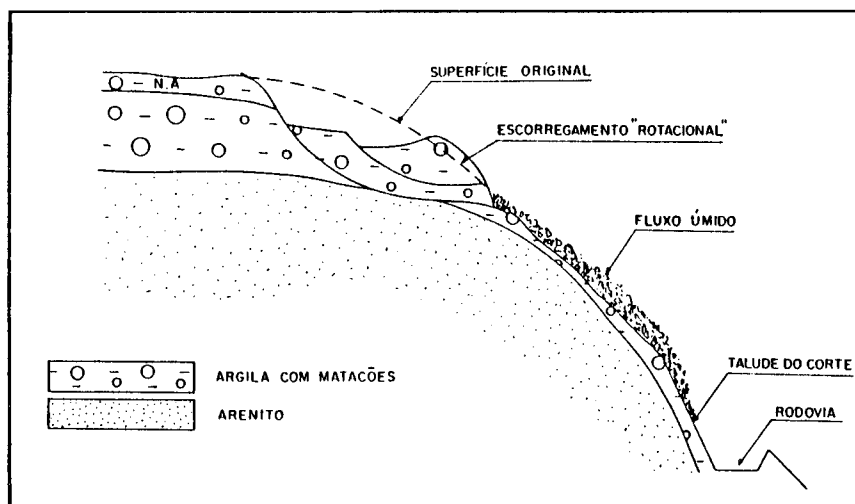 SUPERFÍCIE ORIGINAL
N.A
ESCORREGAMENTO "ROTACIONAL"
FLUXO ÚMIDO
TALUDE DO CORTE
ARGILA COM MATACÕES
RODOVIA
ARENITO